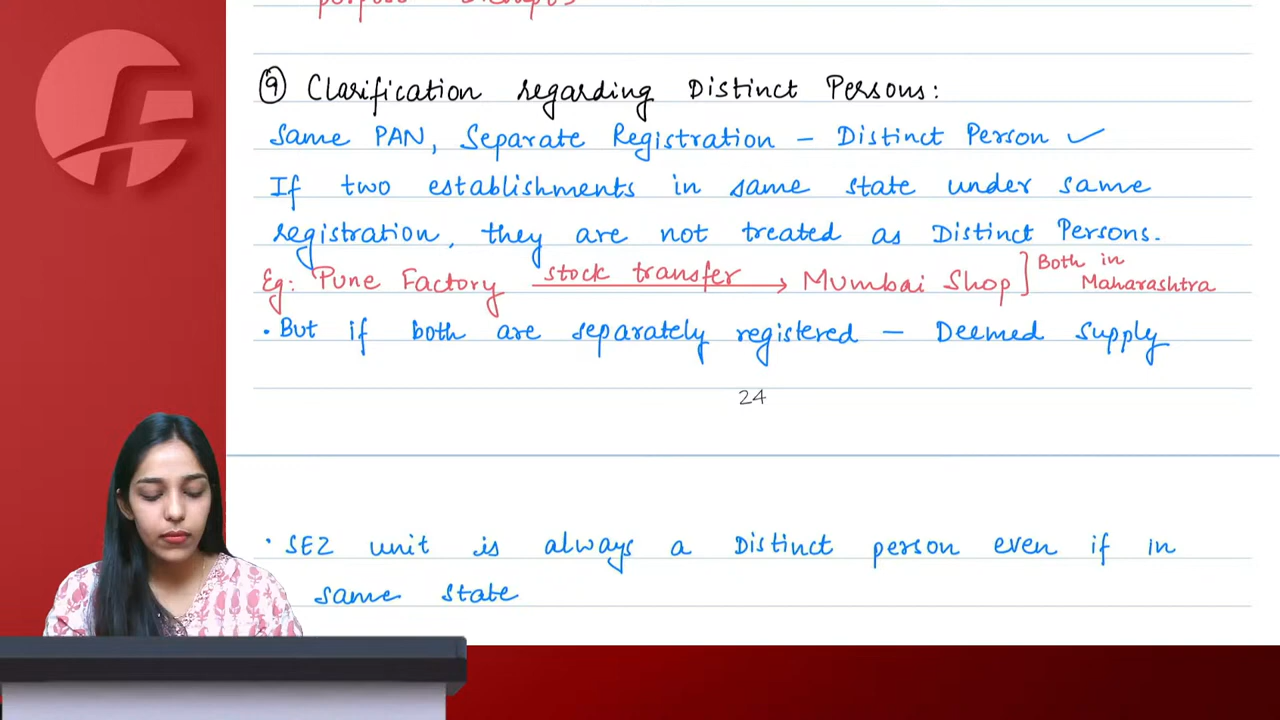 ⑨ Clarification regarding Distinct Persons:
Same PAN, Separate Registration – Distinct Person ✓
If two establishments in same state under same
registration, they are not treated as Distinct Persons.
Eg: Pune Factory stock transfer → Mumbai Shop ] Both in
Maharashtra
• But if both are separately registered – Deemed Supply
24
• SEZ unit is always a Distinct person even if in
same state